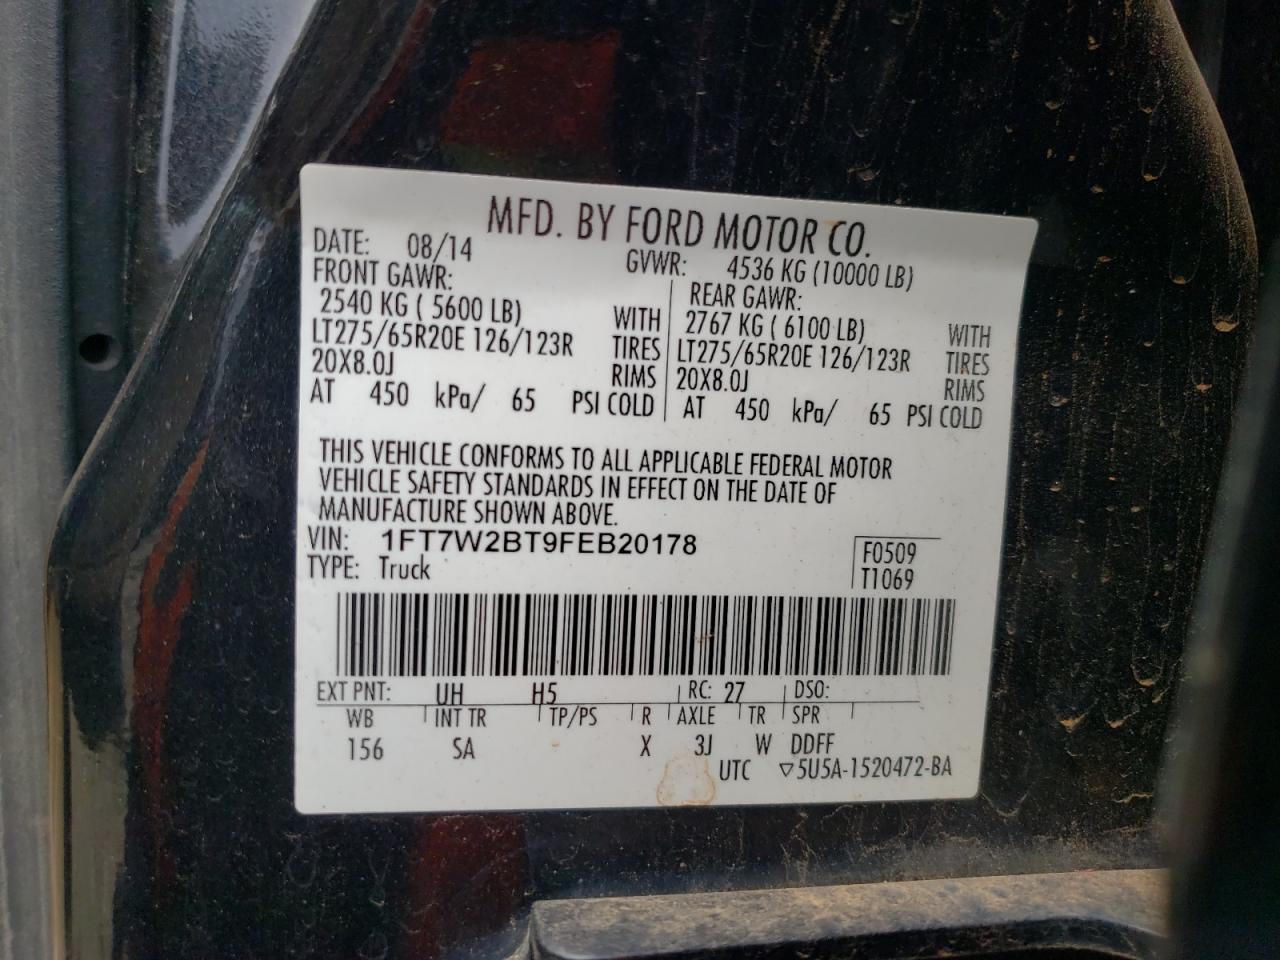 MFD. BY FORD MOTOR CO.
DATE: 08/14 GVWR: 4536 KG (10000 LB)
FRONT GAWR: REAR GAWR:
2540 KG ( 5600 LB) WITH 2767 KG ( 6100 LB) WITH
LT275/65R20E 126/123R TIRES LT275/65R20E 126/123R TIRES
20X8.0J RIMS 20X8.0J RIMS
AT 450 kPa/ 65 PSI COLD AT 450 kPa/ 65 PSI COLD
THIS VEHICLE CONFORMS TO ALL APPLICABLE FEDERAL MOTOR
VEHICLE SAFETY STANDARDS IN EFFECT ON THE DATE OF
MANUFACTURE SHOWN ABOVE.
VIN: 1FT7W2BT9FEB20178 F0509
TYPE: Truck T1069
EXT PNT: UH H5 RC: 27 DSO:
WB INT TR TP/PS R AXLE TR SPR
156 SA X 3J W DDFF
UTC ▽5U5A-1520472-BA